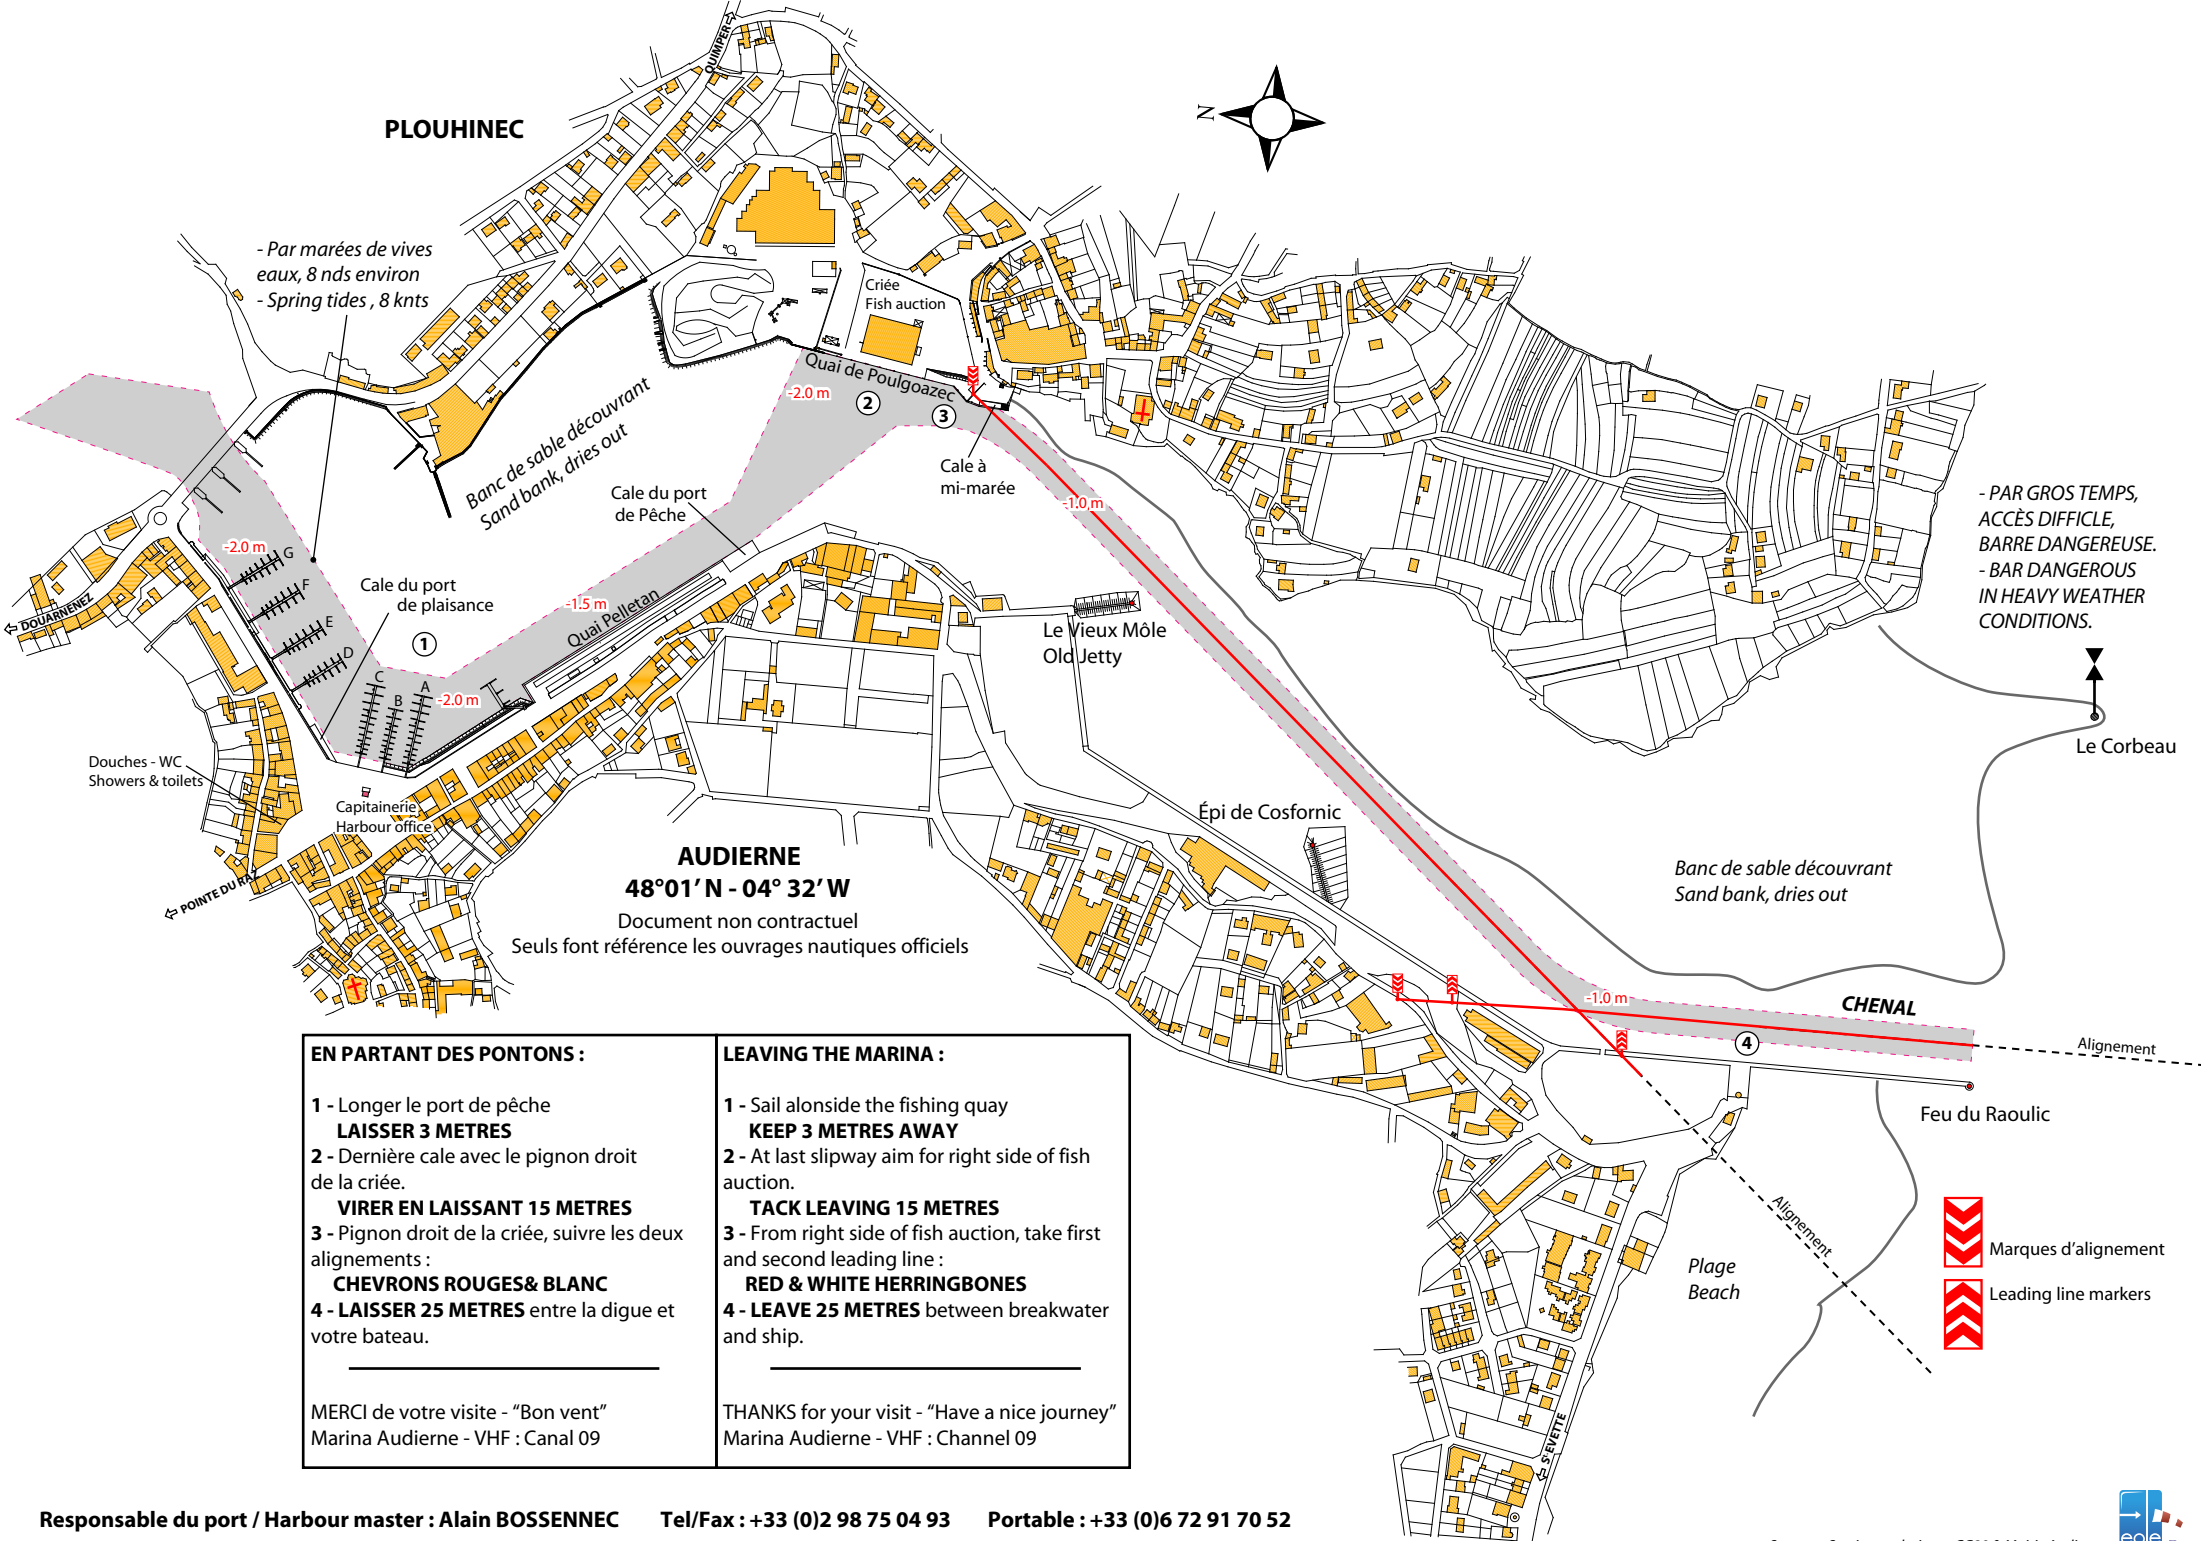 QUIMPER
PLOUHINEC
N
- Par marées de vives
eaux, 8 nds environ
- Spring tides , 8 knts
Criée
Fish auction
Quai de Poulgoazec
-2.0 m
2
3
Banc de sable découvrant
Sand bank, dries out
Cale à
mi-marée
-1.0 m
Cale du port
de Pêche
- PAR GROS TEMPS,
ACCÈS DIFFICLE,
BARRE DANGEREUSE.
- BAR DANGEROUS
IN HEAVY WEATHER
CONDITIONS.
Le Corbeau
-2.0 m
G
F
E
D
C
B
A
DOUARNENEZ
Cale du port
de plaisance
1
-1.5 m
Quai Pelletan
-2.0 m
Le Vieux Môle
Old Jetty
Douches - WC
Showers & toilets
Capitainerie
Harbour office
POINTE DU RAZ
Épi de Cosfornic
AUDIERNE
48°01’ N - 04° 32’ W
Document non contractuel
Seuls font référence les ouvrages nautiques officiels
Banc de sable découvrant
Sand bank, dries out
-1.0 m
CHENAL
4
Alignement
Feu du Raoulic
Alignement
Plage
Beach
Marques d’alignement
Leading line markers
St EVETTE
EN PARTANT DES PONTONS :
1 - Longer le port de pêche
LAISSER 3 METRES
2 - Dernière cale avec le pignon droit
de la criée.
VIRER EN LAISSANT 15 METRES
3 - Pignon droit de la criée, suivre les deux
alignements :
CHEVRONS ROUGES& BLANC
4 - LAISSER 25 METRES entre la digue et
votre bateau.
MERCI de votre visite - “Bon vent”
Marina Audierne - VHF : Canal 09
LEAVING THE MARINA :
1 - Sail alonside the fishing quay
KEEP 3 METRES AWAY
2 - At last slipway aim for right side of fish
auction.
TACK LEAVING 15 METRES
3 - From right side of fish auction, take first
and second leading line :
RED & WHITE HERRINGBONES
4 - LEAVE 25 METRES between breakwater
and ship.
THANKS for your visit - “Have a nice journey”
Marina Audierne - VHF : Channel 09
Responsable du port / Harbour master : Alain BOSSENNEC Tel/Fax : +33 (0)2 98 75 04 93 Portable : +33 (0)6 72 91 70 52